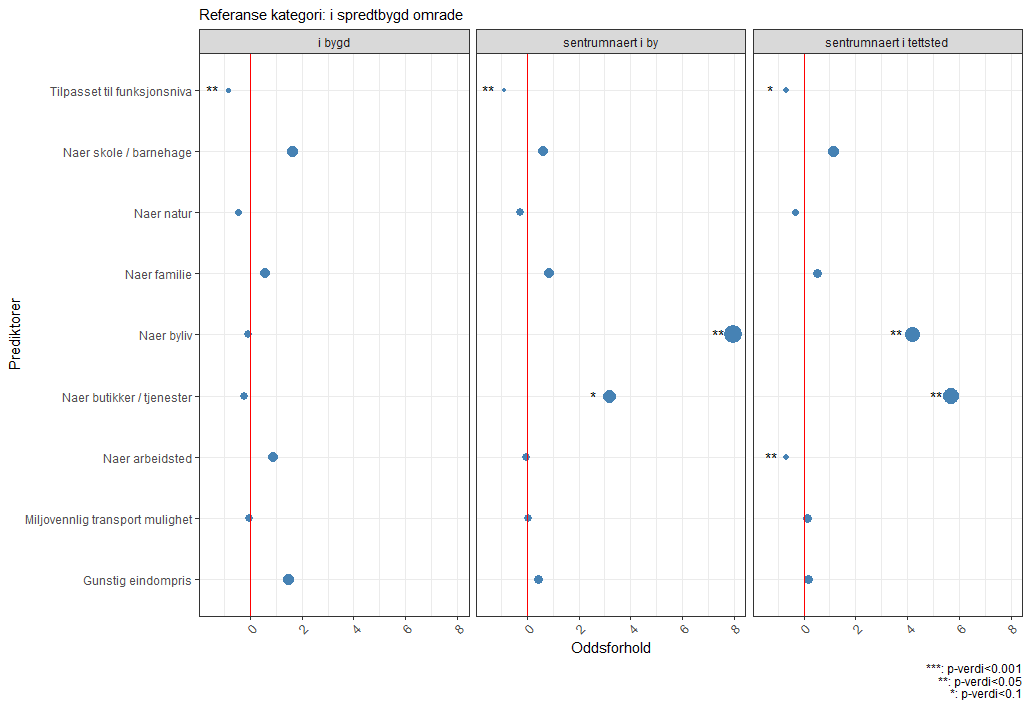 Referanse kategori: i spredtbygd omrade
i bygd
sentrumnaert i by
sentrumnaert i tettsted
Prediktorer
Tilpasset til funksjonsniva
**
**
*
Naer skole / barnehage
Naer natur
Naer familie
Naer byliv
**
**
Naer butikker / tjenester
*
**
Naer arbeidsted
**
Miljovennlig transport mulighet
Gunstig eindompris
0 2 4 6 8
0 2 4 6 8
0 2 4 6 8
Oddsforhold
***: p-verdi<0.001
**: p-verdi<0.05
*: p-verdi<0.1